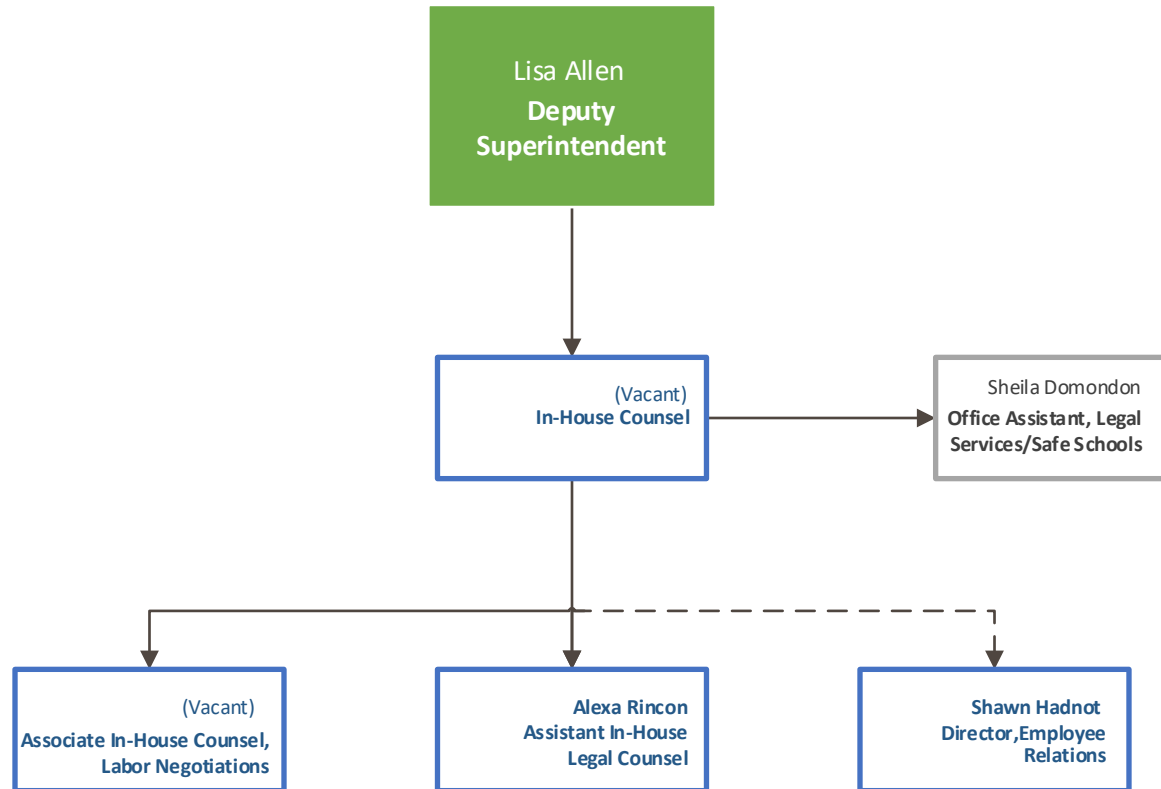 Lisa Allen
Deputy
Superintendent
(Vacant)
In-House Counsel
Sheila Domondon
Office Assistant, Legal
Services/Safe Schools
(Vacant)
Associate In-House Counsel,
Labor Negotiations
Alexa Rincon
Assistant In-House
Legal Counsel
Shawn Hadnot
Director,Employee
Relations